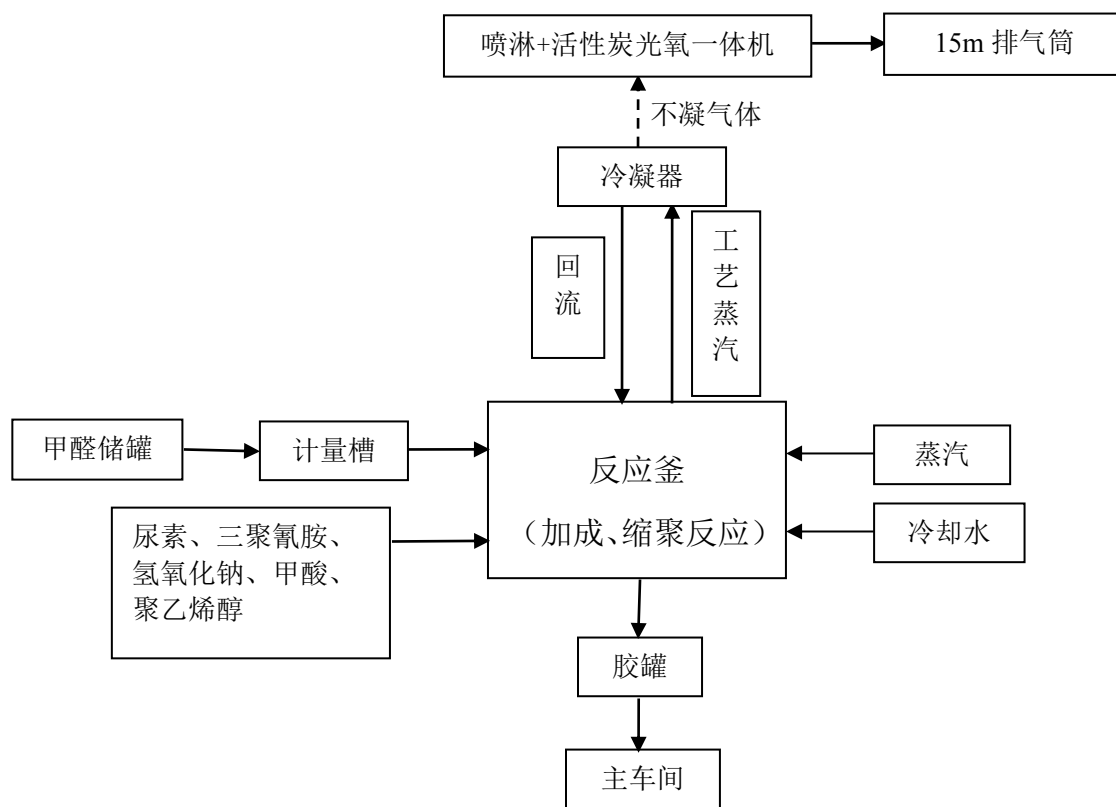 喷淋+活性炭光氧一体机
15m 排气筒
不凝气体
冷凝器
回
流
工
艺
蒸
汽
甲醛储罐
计量槽
反应釜
（加成、缩聚反应）
蒸汽
冷却水
尿素、三聚氰胺、
氢氧化钠、甲酸、
聚乙烯醇
胶罐
主车间